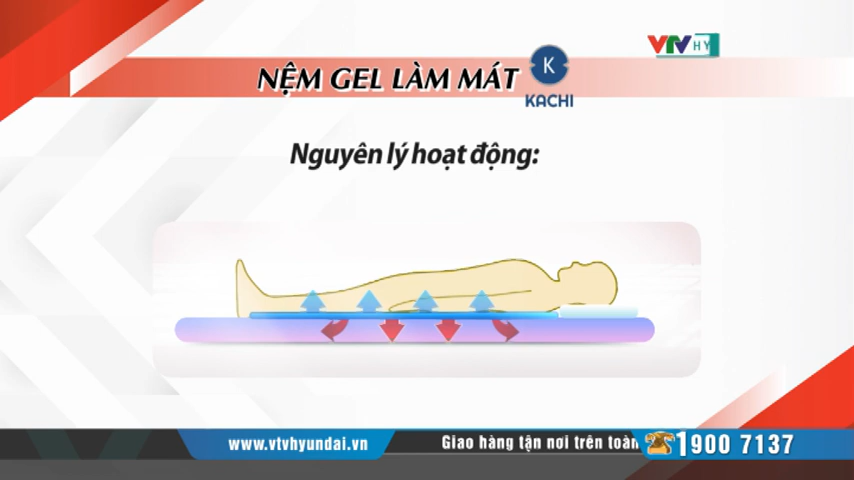 VTV HY
NỆM GEL LÀM MÁT
K
KACHI
Nguyên lý hoạt động:
www.vtvhyundai.vn
Giao hàng tận nơi trên toàn
1900 7137